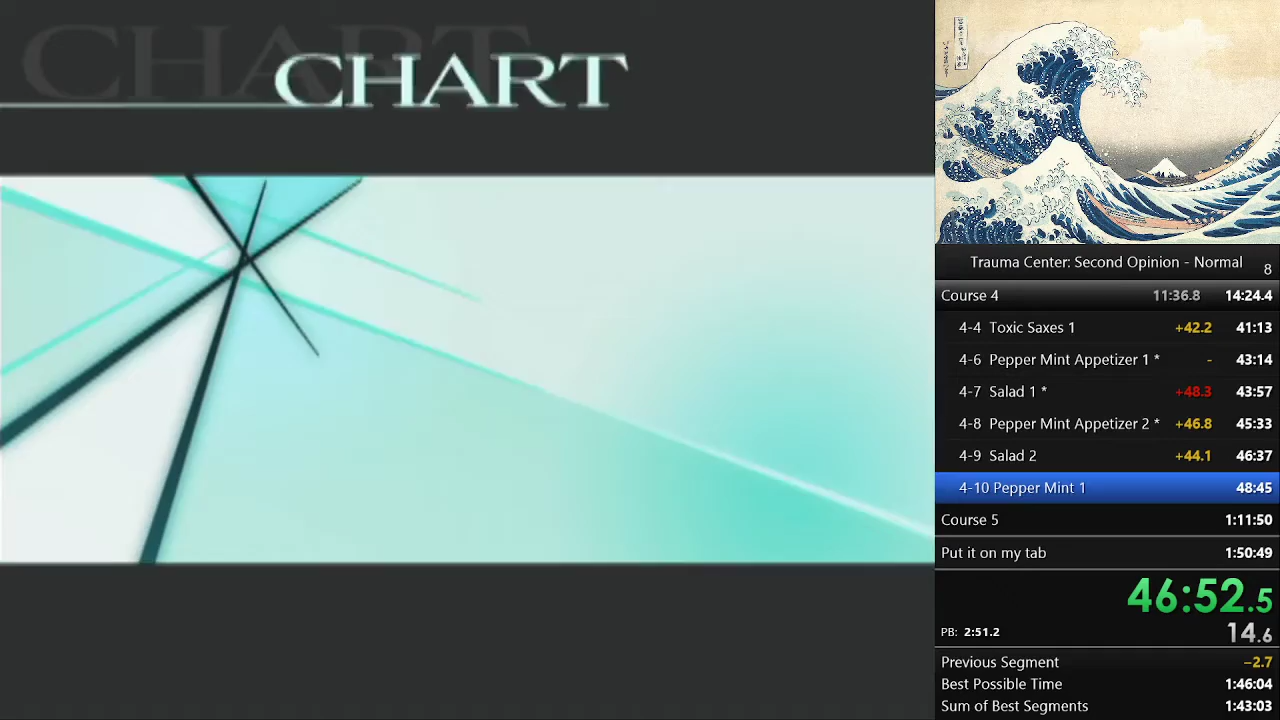 CHART
CHART
Trauma Center: Second Opinion - Normal
8
Course 4 11:36.8 14:24.4
4-4 Toxic Saxes 1 +42.2 41:13
4-6 Pepper Mint Appetizer 1 * - 43:14
4-7 Salad 1 * +48.3 43:57
4-8 Pepper Mint Appetizer 2 * +46.8 45:33
4-9 Salad 2 +44.1 46:37
4-10 Pepper Mint 1 48:45
Course 5 1:11:50
Put it on my tab 1:50:49
46:52.5
PB: 2:51.2 14.6
Previous Segment −2.7
Best Possible Time 1:46:04
Sum of Best Segments 1:43:03